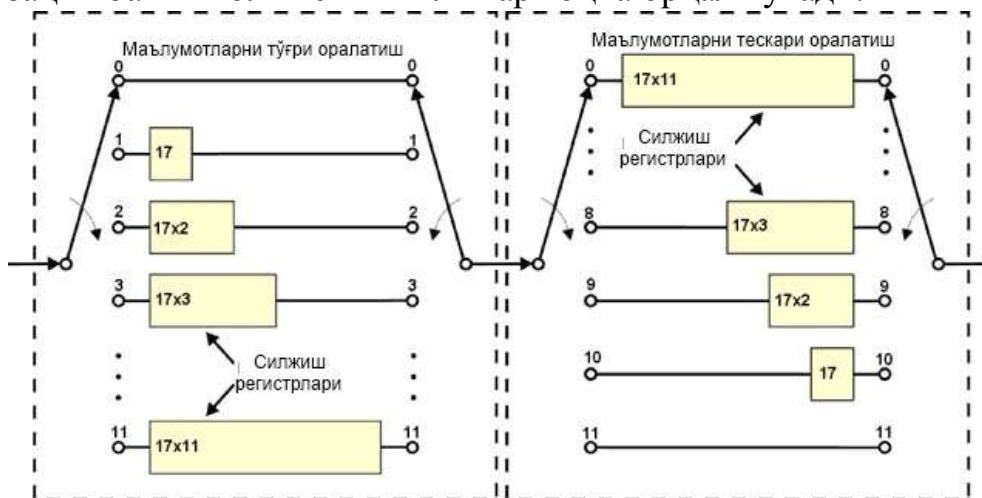 Маълумотларни тўғри оралатиш
0 0
1 17 1
2 17x2 2
3 17x3 3
Силжиш
регистрлари
11 17x11 11
Маълумотларни тескари оралатиш
0 17x11 0
Силжиш
регистрлари
8 17x3 8
9 17x2 9
10 17 10
11 11